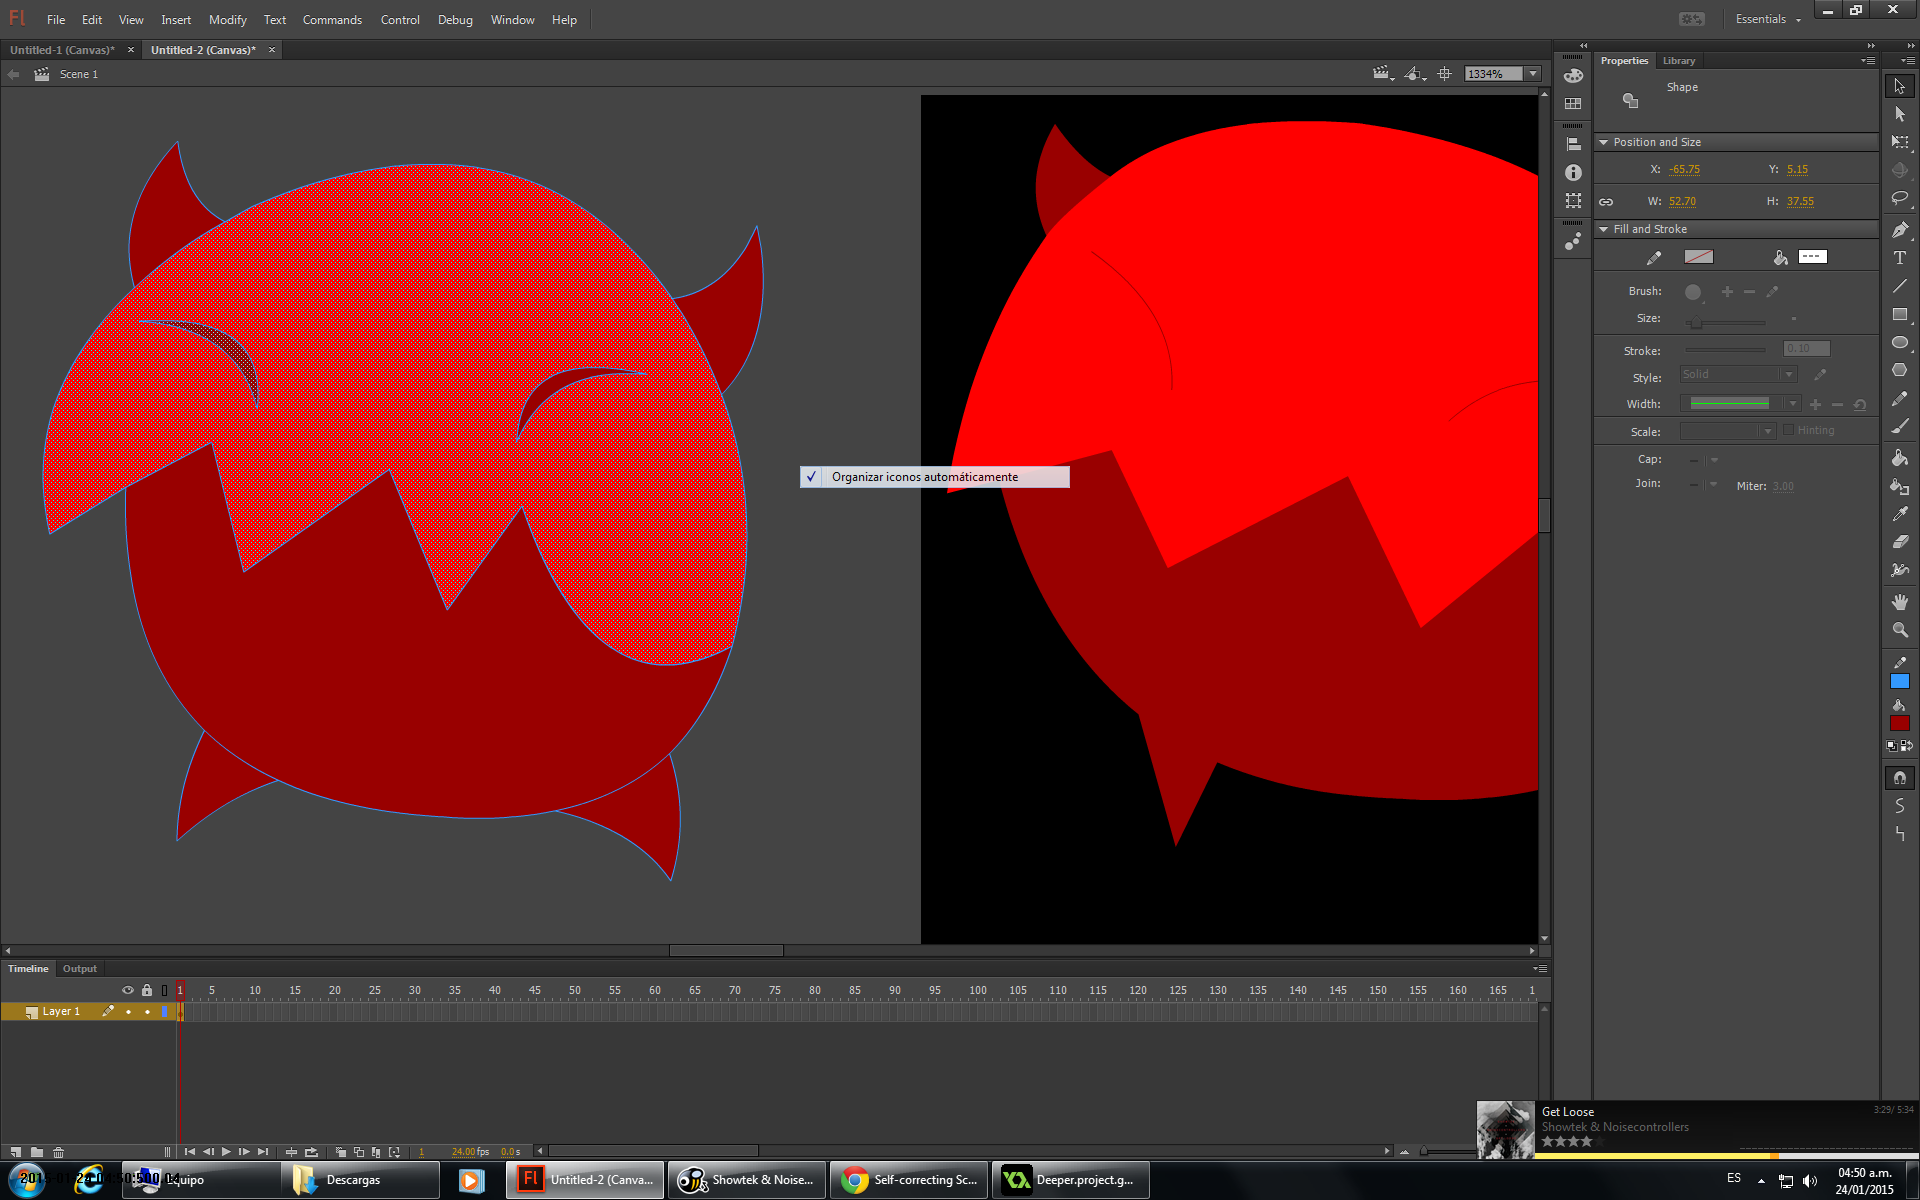 Fl File Edit View Insert Modify Text Commands Control Debug Window Help Essentials
Untitled-1 (Canvas)* × Untitled-2 (Canvas)* ×
Scene 1
1334%
Properties Library
Shape
Position and Size
X: -65.75 Y: 5.15
W: 52.70 H: 37.55
Fill and Stroke
Brush:
Size:
Stroke: 0.10
Style: Solid
Width:
Scale: Hinting
Cap:
Join: Miter: 3.00
✓ Organizar iconos automáticamente
Timeline Output
1 5 10 15 20 25 30 35 40 45 50 55 60 65 70 75 80 85 90 95 100 105 110 115 120 125 130 135 140 145 150 155 160 165 1
Layer 1
1 24.00 fps 0.0 s
Get Loose 3:29/ 5:34
Showtek & Noisecontrollers
Equipo
Descargas
Fl Untitled-2 (Canva...
Showtek & Noise...
Self-correcting Sc...
Deeper.project.g...
ES
04:50 a.m.
24/01/2015